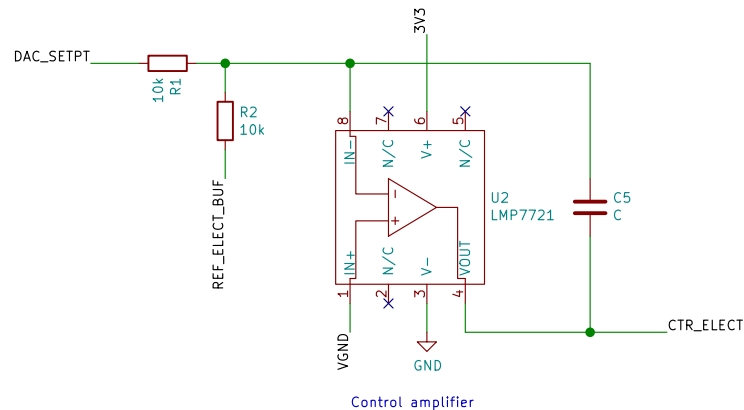 3V3
DAC_SETPT
10k
R1
R2
10k
REF_ELECT_BUF
8
7
6
5
IN-
N/C
V+
N/C
-
+
U2
LMP7721
C5
C
IN+
N/C
V-
VOUT
1
2
3
4
VGND
GND
CTR_ELECT
Control amplifier